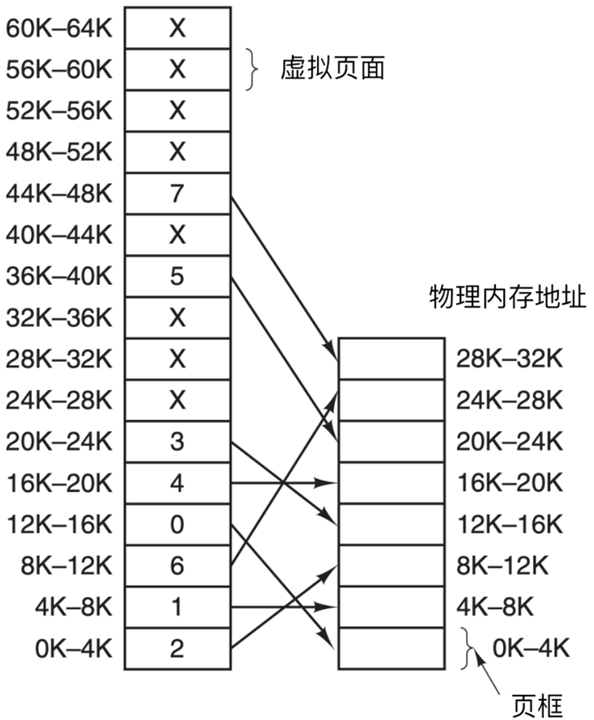 60K–64K X
56K–60K X 虚拟页面
52K–56K X
48K–52K X
44K–48K 7
40K–44K X
36K–40K 5
物理内存地址
32K–36K X
28K–32K X 28K–32K
24K–28K X 24K–28K
20K–24K 3 20K–24K
16K–20K 4 16K–20K
12K–16K 0 12K–16K
8K–12K 6 8K–12K
4K–8K 1 4K–8K
0K–4K 2 0K–4K
页框